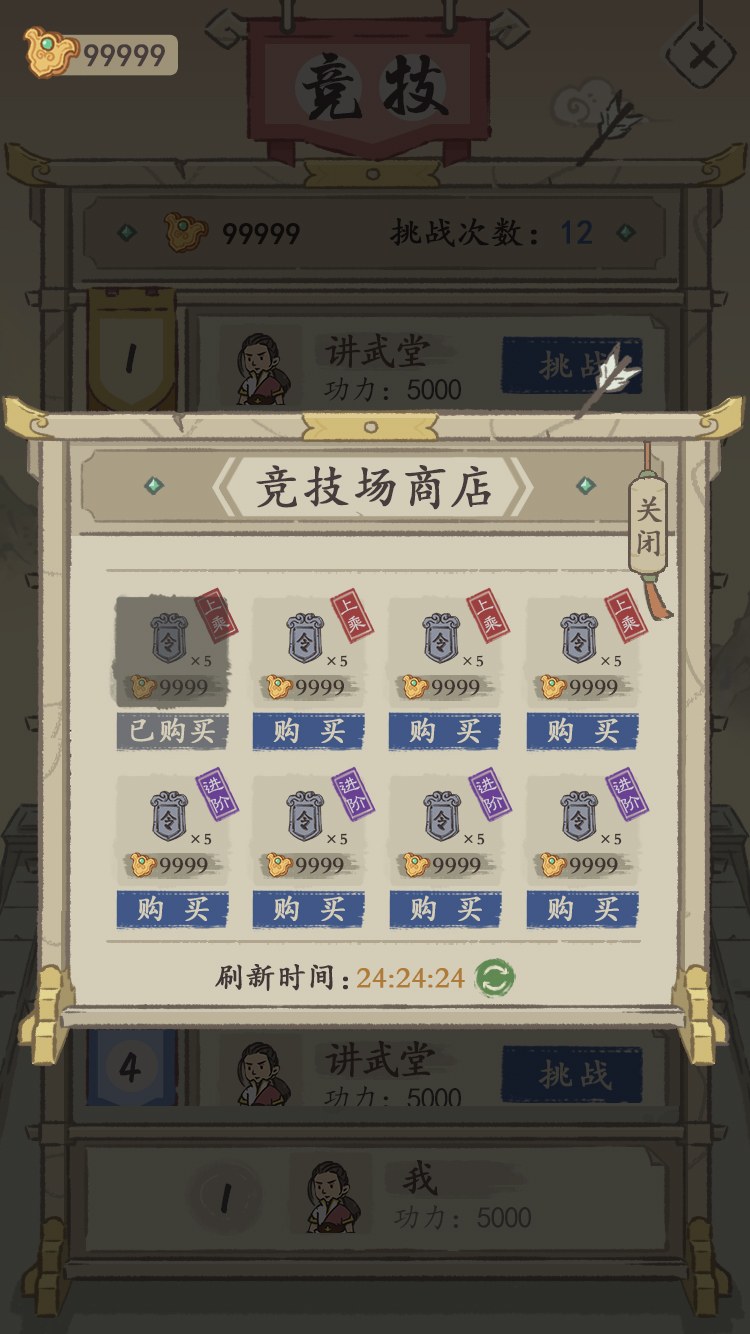 99999
竞技
99999 挑战次数：12
1 讲武堂 挑战
功力：5000
竞技场商店
关闭
上乘 上乘 上乘 上乘
令 ×5 令 ×5 令 ×5 令 ×5
9999 9999 9999 9999
已购买 购买 购买 购买
进阶 进阶 进阶 进阶
令 ×5 令 ×5 令 ×5 令 ×5
9999 9999 9999 9999
购买 购买 购买 购买
刷新时间:24:24:24
4 讲武堂 挑战
功力：5000
1 我
功力：5000